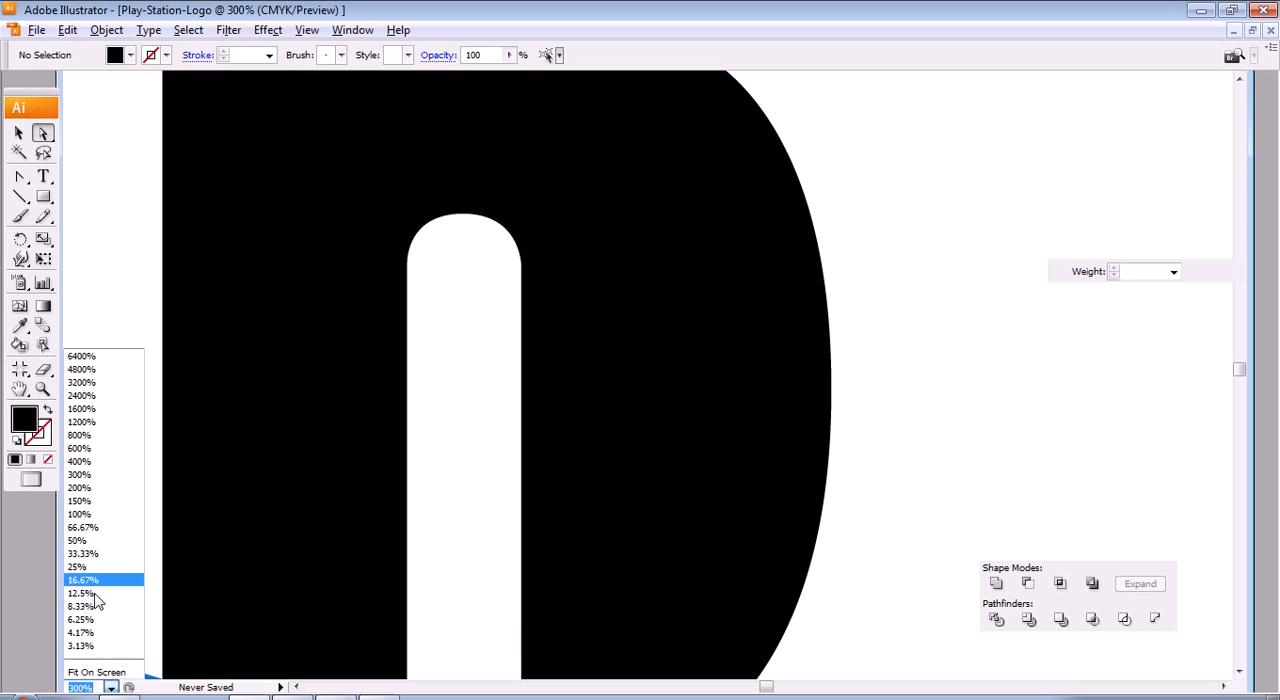 Adobe Illustrator - [Play-Station-Logo @ 300% (CMYK/Preview) ]
Ai File Edit Object Type Select Filter Effect View Window Help
No Selection Stroke: Brush: Style: Opacity: 100 %
Ai
Weight:
6400%
4800%
3200%
2400%
1600%
1200%
800%
600%
400%
300%
200%
150%
100%
66.67%
50%
33.33%
25%
16.67%
12.5%
8.33%
6.25%
4.17%
3.13%
Fit On Screen
Shape Modes:
Expand
Pathfinders:
300% Never Saved